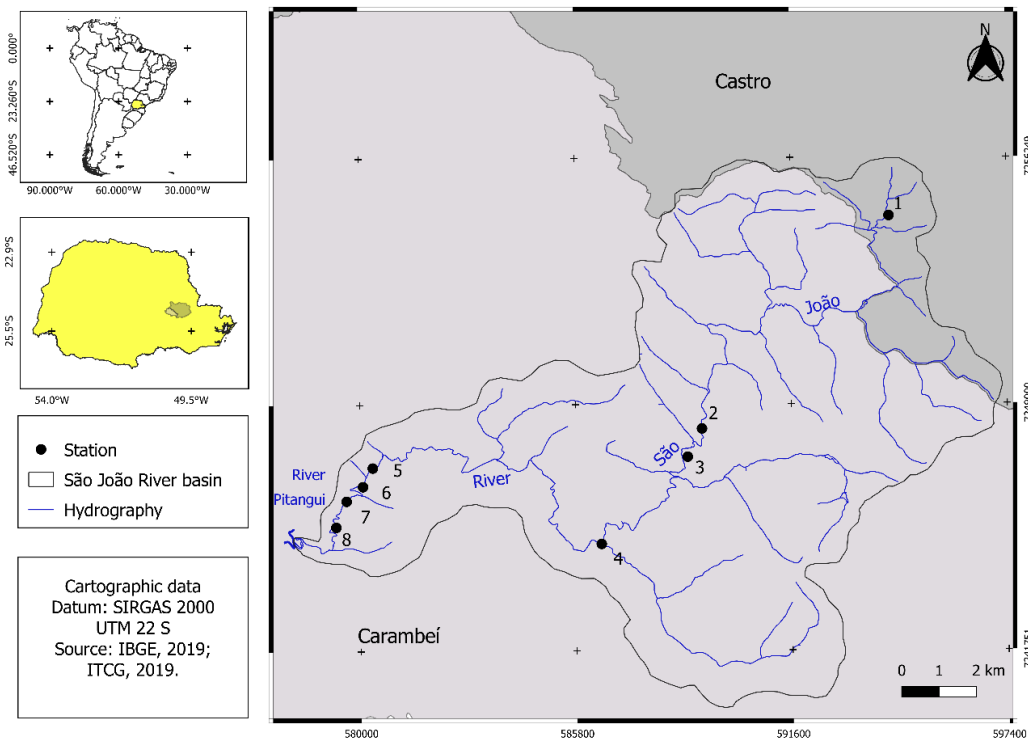 0.000°
23.260°S
46.520°S
90.000°W
60.000°W
30.000°W
22.9°S
25.5°S
54.0°W
49.5°W
Station
São João River basin
Hydrography
Cartographic data
Datum: SIRGAS 2000
UTM 22 S
Source: IBGE, 2019;
ITCG, 2019.
N
Castro
1
João
2
São
3
River
4
5
6
7
8
River
Pitangui
Carambeí
0 1 2 km
7249000
7241751
580000
585800
591600
597400